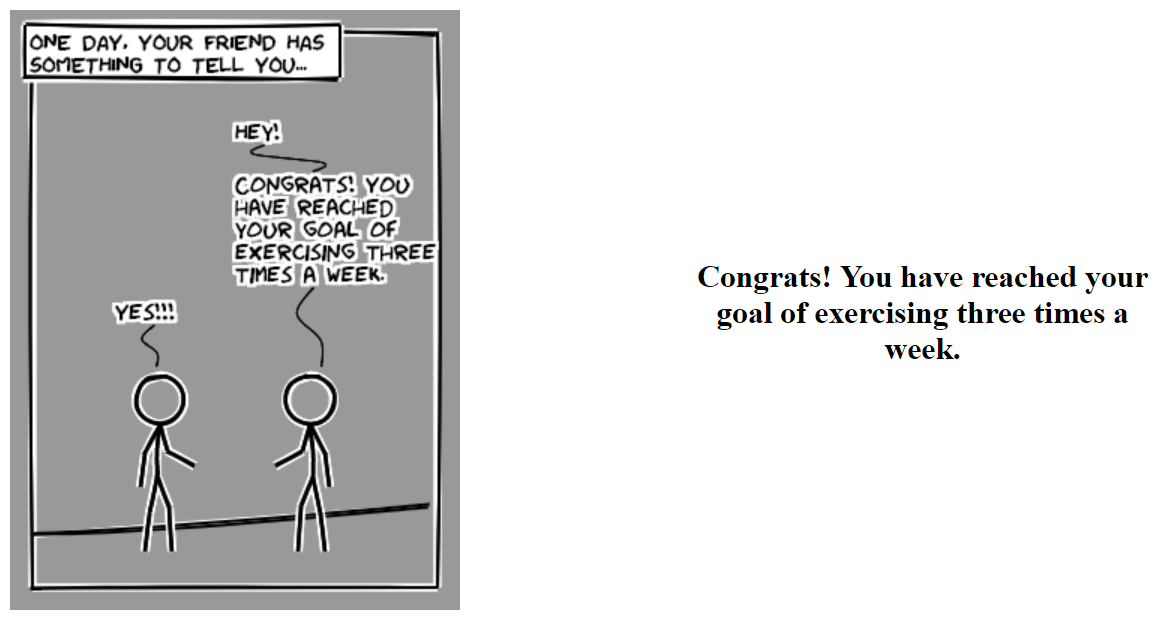 ONE DAY, YOUR FRIEND HAS
SOMETHING TO TELL YOU...
HEY!
CONGRATS! YOU
HAVE REACHED
YOUR GOAL OF
EXERCISING THREE
TIMES A WEEK.
YES!!!
Congrats! You have reached your
goal of exercising three times a
week.